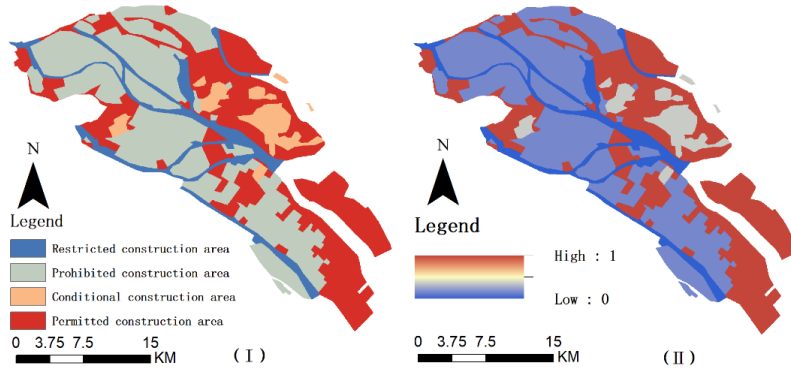 N
Legend
Restricted construction area
Prohibited construction area
Conditional construction area
Permitted construction area
0 3.75 7.5 15
KM
(I)
N
Legend
High : 1
Low : 0
0 3.75 7.5 15
KM
(II)